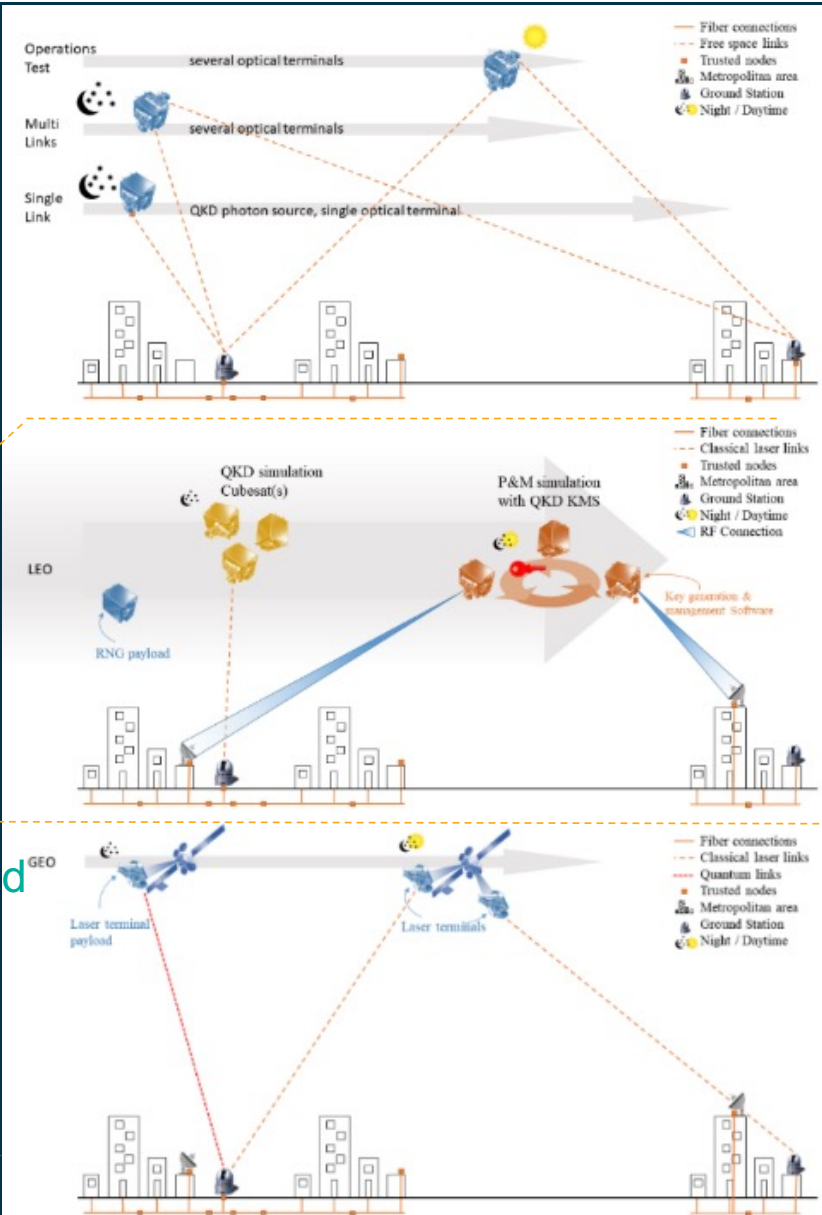 Operations
Test
several optical terminals
Multi
Links
several optical terminals
Single
Link
QKD photon source, single optical terminal
Fiber connections
Free space links
Trusted nodes
Metropolitan area
Ground Station
Night / Daytime
LEO
QKD simulation
Cubesat(s)
P&M simulation
with QKD KMS
RNG payload
Key generation &
management Software
Fiber connections
Classical laser links
Trusted nodes
Metropolitan area
Ground Station
Night / Daytime
RF Connection
d
GEO
Laser terminal
payload
Laser terminals
Fiber connections
Classical laser links
Quantum links
Trusted nodes
Metropolitan area
Ground Station
Night / Daytime